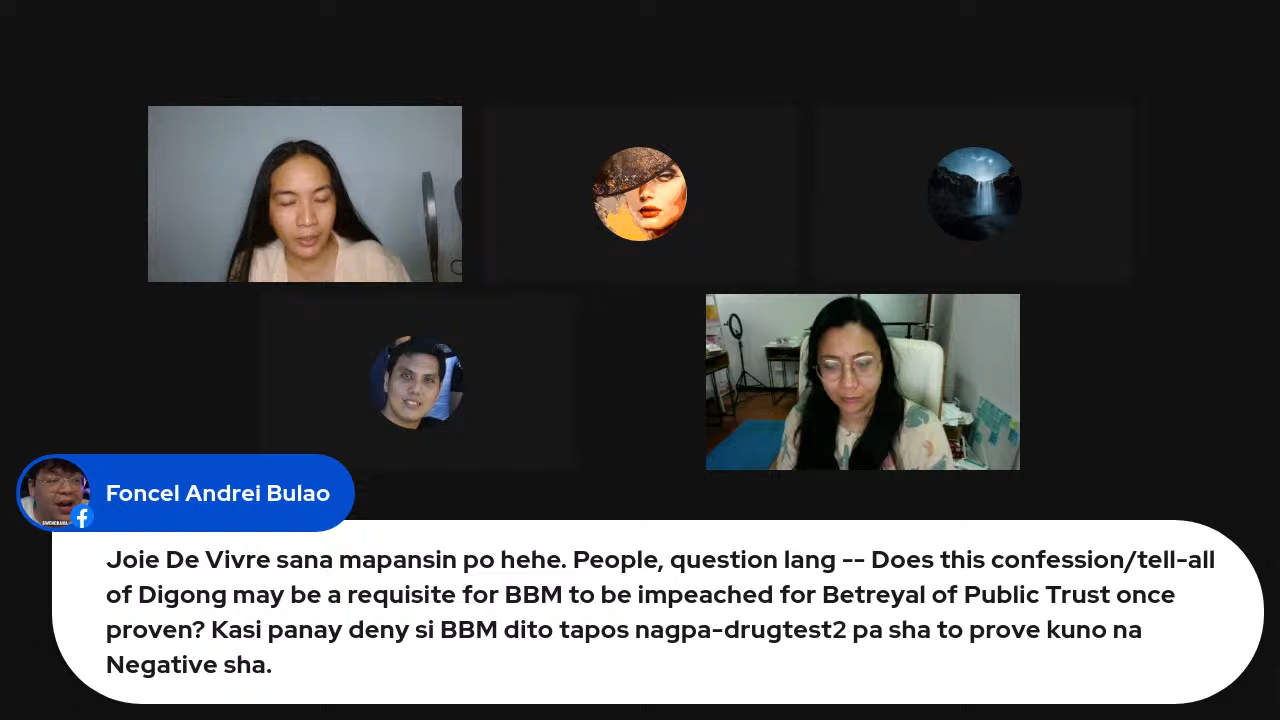 Foncel Andrei Bulao
Joie De Vivre sana mapansin po hehe. People, question lang -- Does this confession/tell-all
of Digong may be a requisite for BBM to be impeached for Betreyal of Public Trust once
proven? Kasi panay deny si BBM dito tapos nagpa-drugtest2 pa sha to prove kuno na
Negative sha.